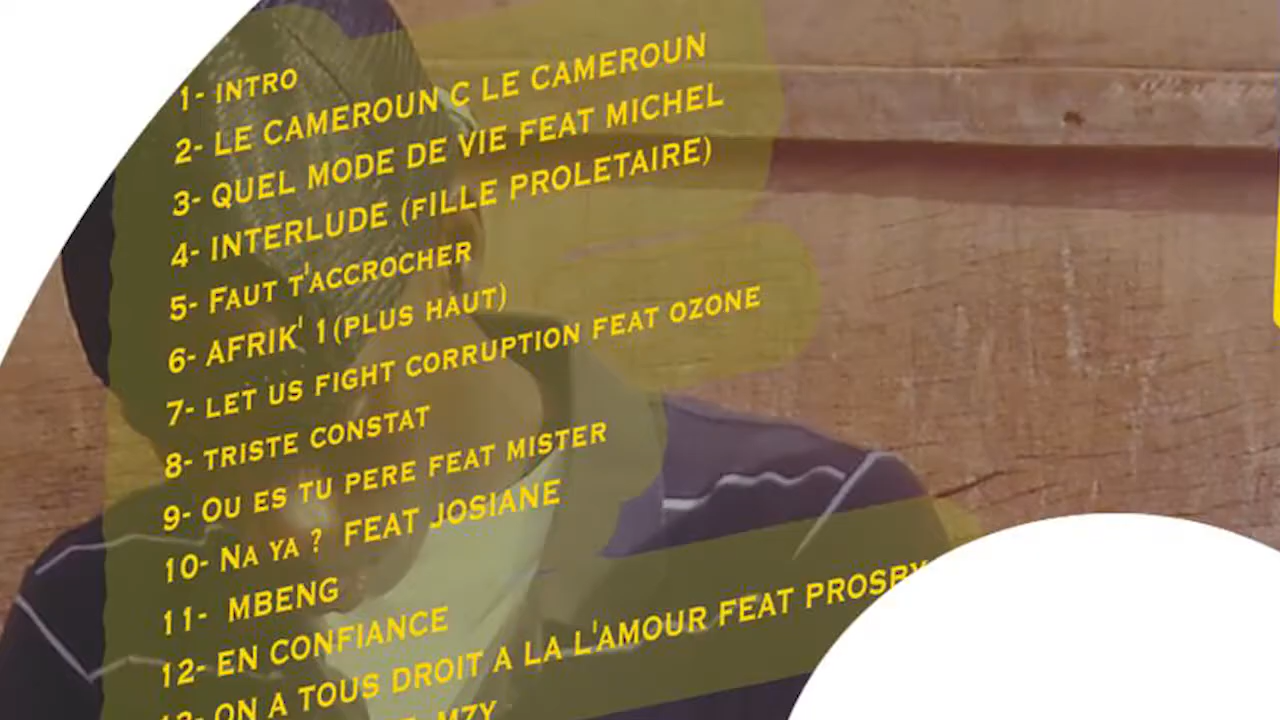 1- INTRO
2- LE CAMEROUN C LE CAMEROUN
3- QUEL MODE DE VIE FEAT MICHEL
4- INTERLUDE (FILLE PROLETAIRE)
5- FAUT T'ACCROCHER
6- AFRIK' 1(PLUS HAUT)
7- LET US FIGHT CORRUPTION FEAT OZONE
8- TRISTE CONSTAT
9- OU ES TU PERE FEAT MISTER
10- NA YA ? FEAT JOSIANE
11- MBENG
12- EN CONFIANCE
13- ON A TOUS DROIT A LA L'AMOUR FEAT PROSBY
MZY